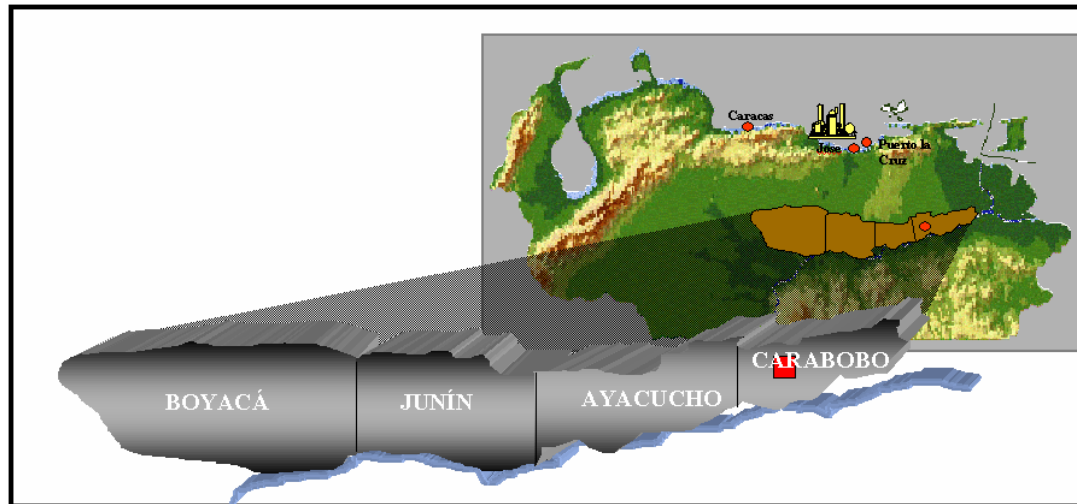 Caracas
Jose
Puerto la
Cruz
CARABOBO
BOYACÁ
JUNÍN
AYACUCHO